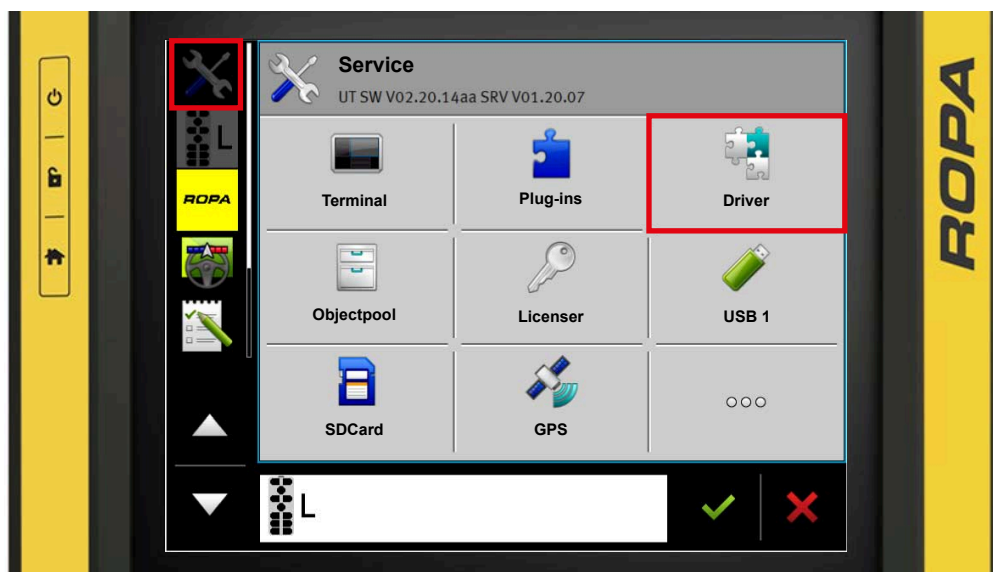 Service
UT SW V02.20.14aa SRV V01.20.07
L
ROPA
Terminal
Plug-ins
Driver
Objectpool
Licenser
USB 1
SDCard
GPS
L
ROPA